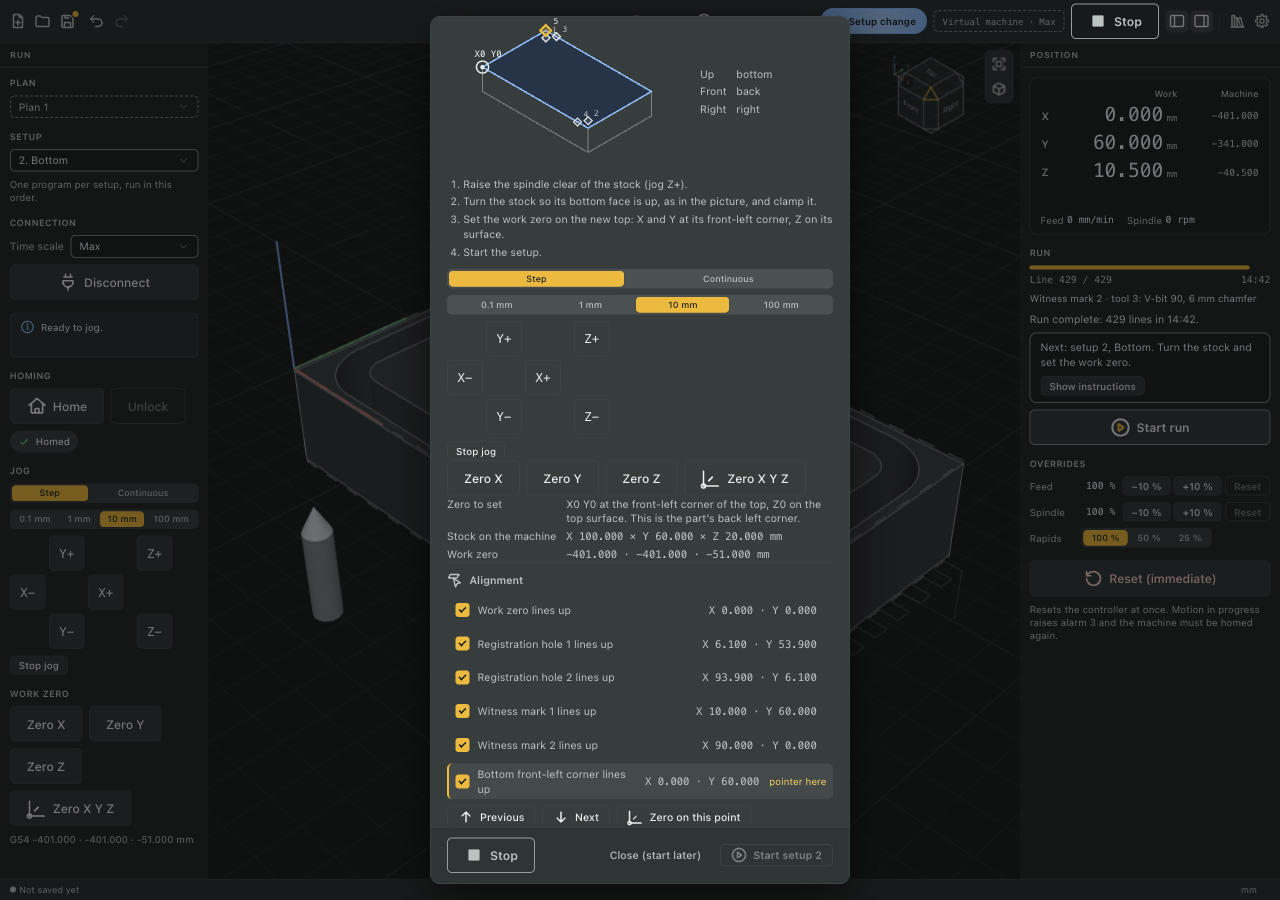 Setup change
Virtual machine · Max
Stop
RUN
PLAN
Plan 1
SETUP
2. Bottom
One program per setup, run in this
order.
CONNECTION
Time scale
Max
Disconnect
Ready to jog.
HOMING
Home
Unlock
Homed
JOG
Step
Continuous
0.1 mm
1 mm
10 mm
100 mm
Y+
Z+
X−
X+
Y−
Z−
Stop jog
WORK ZERO
Zero X
Zero Y
Zero Z
Zero X Y Z
G54 -401.000 · -401.000 · -51.000 mm
Not saved yet
5
3
X0 Y0
4 2
Up bottom
Front back
Right right
1. Raise the spindle clear of the stock (jog Z+).
2. Turn the stock so its bottom face is up, as in the picture, and clamp it.
3. Set the work zero on the new top: X and Y at its front-left corner, Z on its
surface.
4. Start the setup.
Step
Continuous
0.1 mm
1 mm
10 mm
100 mm
Y+
Z+
X−
X+
Y−
Z−
Stop jog
Zero X
Zero Y
Zero Z
Zero X Y Z
Zero to set X0 Y0 at the front-left corner of the top, Z0 on the
top surface. This is the part's back left corner.
Stock on the machine X 100.000 × Y 60.000 × Z 20.000 mm
Work zero −401.000 · −401.000 · −51.000 mm
Alignment
Work zero lines up X 0.000 · Y 0.000
Registration hole 1 lines up X 6.100 · Y 53.900
Registration hole 2 lines up X 93.900 · Y 6.100
Witness mark 1 lines up X 10.000 · Y 60.000
Witness mark 2 lines up X 90.000 · Y 0.000
Bottom front-left corner lines
up
X 0.000 · Y 60.000 pointer here
Previous
Next
Zero on this point
Stop
Close (start later)
Start setup 2
Top
Front
Right
POSITION
Work Machine
X 0.000 mm −401.000
Y 60.000 mm −341.000
Z 10.500 mm −40.500
Feed 0 mm/min Spindle 0 rpm
RUN
Line 429 / 429 14:42
Witness mark 2 · tool 3: V-bit 90, 6 mm chamfer
Run complete: 429 lines in 14:42.
Next: setup 2, Bottom. Turn the stock and
set the work zero.
Show instructions
Start run
OVERRIDES
Feed 100 % −10 % +10 % Reset
Spindle 100 % −10 % +10 % Reset
Rapids 100 % 50 % 25 %
Reset (immediate)
Resets the controller at once. Motion in progress
raises alarm 3 and the machine must be homed
again.
mm